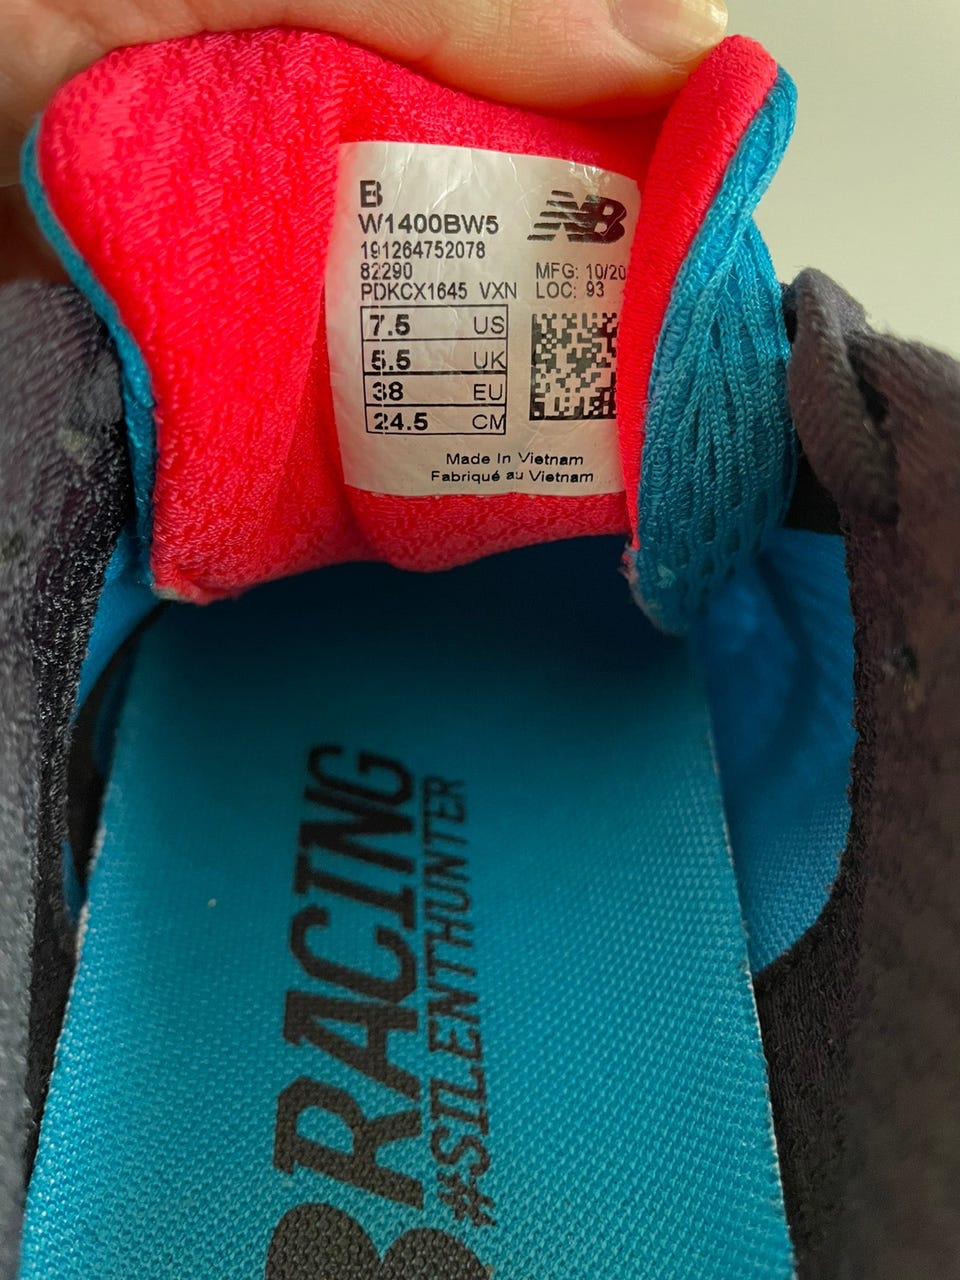 B
W1400BW5
191264752078
82290
PDKCX1645 VXN
NB
MFG: 10/20
LOC: 93
7.5 US
5.5 UK
38 EU
24.5 CM
Made In Vietnam
Fabriqué au Vietnam
RACING
#SILENTHUNTER